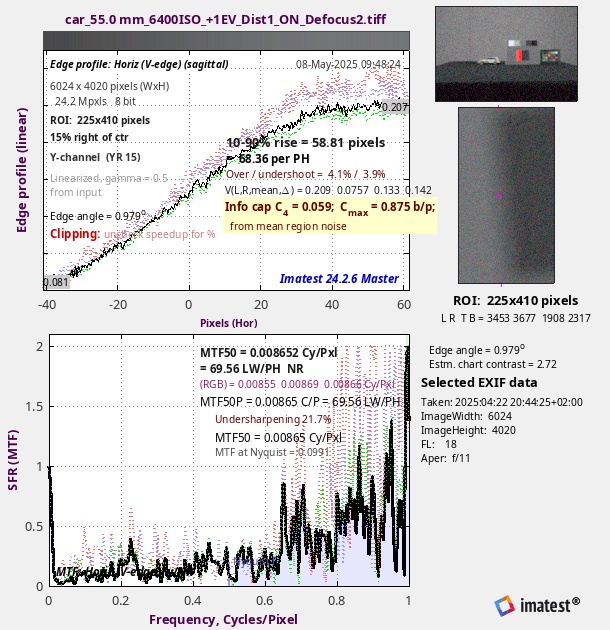 car_55.0 mm_6400ISO_+1EV_Dist1_ON_Defocus2.tiff
Edge profile: Horiz (V-edge) (sagittal)
08-May-2025 09:48:24
6024 x 4020 pixels (WxH)
24.2 Mpxls 8 bit
ROI: 225x410 pixels
15% right of ctr
Y-channel (YR 15)
Linearized, gamma = 0.5
from input
Edge angle = 0.979o
Clipping: speedup for %
0.207
10-90% rise = 58.81 pixels
= 68.36 per PH
Over / undershoot = 4.1% / 3.9%
V(L,R,mean,Δ) = 0.209 0.0757 0.133 0.142
Info cap C4 = 0.059; Cmax = 0.875 b/p;
from mean region noise
Imatest 24.2.6 Master
0.081
Edge profile (linear)
-40 -20 0 20 40 60
Pixels (Hor)
ROI: 225x410 pixels
L R T B = 3453 3677 1908 2317
Edge angle = 0.979o
Estm. chart contrast = 2.72
Selected EXIF data
Taken: 2025:04:22 20:44:25+02:00
ImageWidth: 6024
ImageHeight: 4020
FL: 18
Aper: f/11
MTF50 = 0.008652 Cy/Pxl
= 69.56 LW/PH NR
(RGB) = 0.00855 0.00869 0.00866 Cy/Pxl
MTF50P = 0.00865 C/P = 69.56 LW/PH
Undersharpening 21.7%
MTF50 = 0.00865 Cy/Pxl
MTF at Nyquist = 0.0991
MTF: Horiz (V-edge)
SFR (MTF)
2
1.5
1
0.5
0
0 0.2 0.4 0.6 0.8 1
Frequency, Cycles/Pixel
imatest®